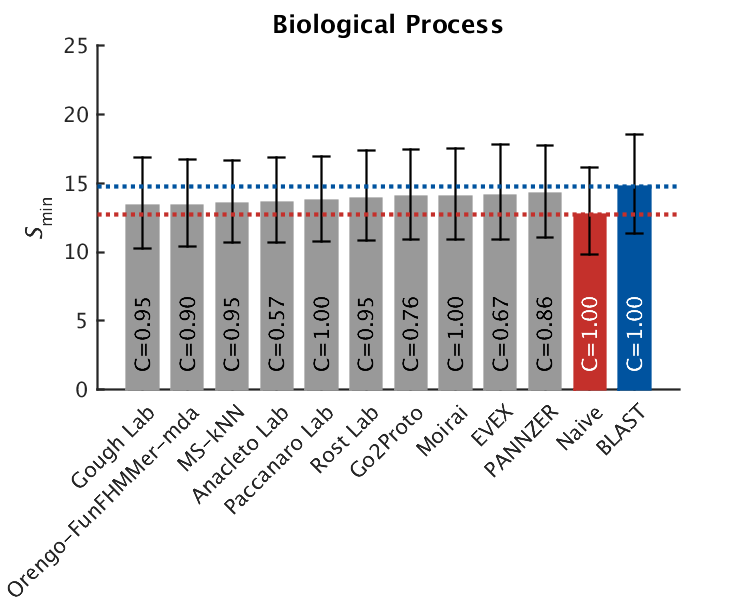 Biological Process
25
20
15
10
5
0
Smin
C=0.95
C=0.90
C=0.95
C=0.57
C=1.00
C=0.95
C=0.76
C=1.00
C=0.67
C=0.86
C=1.00
C=1.00
Gough Lab
Orengo-FunFHMMer-mda
MS-kNN
Anacleto Lab
Paccanaro Lab
Rost Lab
Go2Proto
Moirai
EVEX
PANNZER
Naive
BLAST